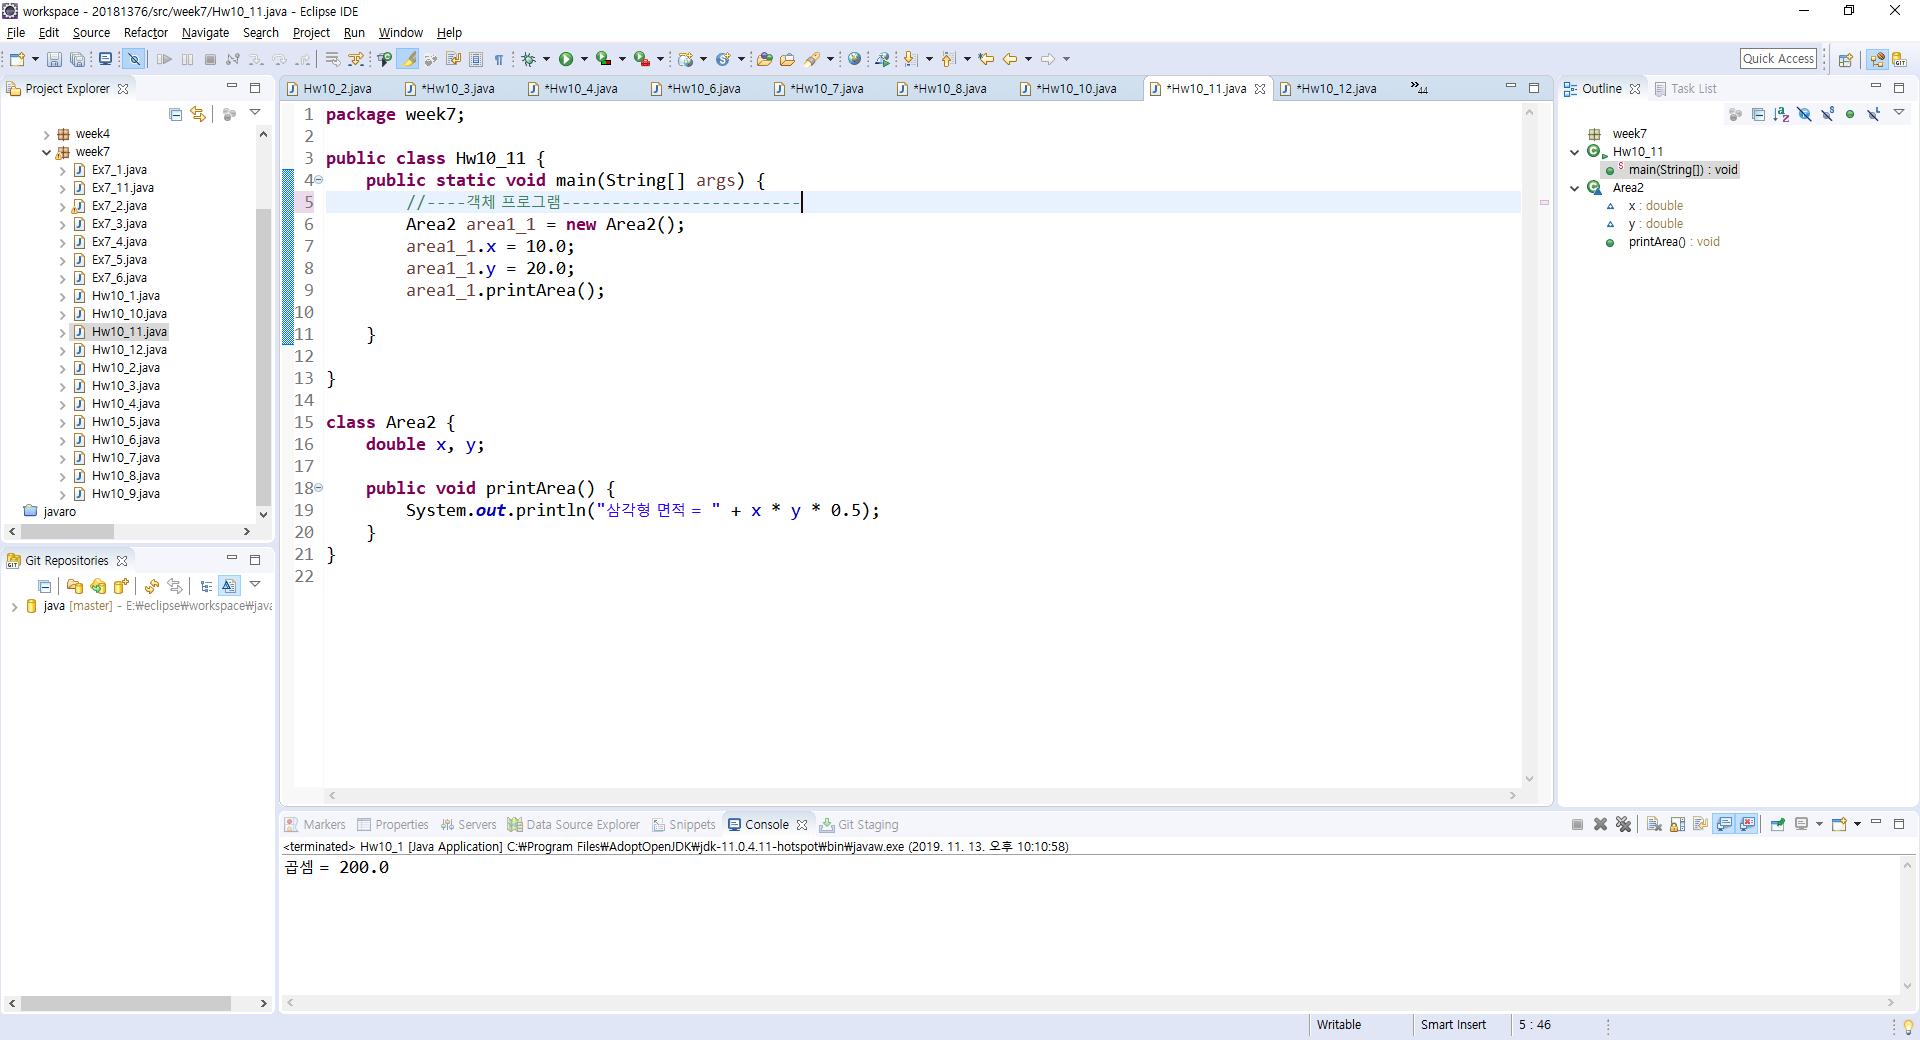 workspace - 20181376/src/week7/Hw10_11.java - Eclipse IDE
File Edit Source Refactor Navigate Search Project Run Window Help
Quick Access
Project Explorer
week4
week7
Ex7_1.java
Ex7_11.java
Ex7_2.java
Ex7_3.java
Ex7_4.java
Ex7_5.java
Ex7_6.java
Hw10_1.java
Hw10_10.java
Hw10_11.java
Hw10_12.java
Hw10_2.java
Hw10_3.java
Hw10_4.java
Hw10_5.java
Hw10_6.java
Hw10_7.java
Hw10_8.java
Hw10_9.java
javaro
Git Repositories
java [master] - E:₩eclipse₩workspace₩java
Hw10_2.java *Hw10_3.java *Hw10_4.java *Hw10_6.java *Hw10_7.java *Hw10_8.java *Hw10_10.java *Hw10_11.java *Hw10_12.java »44
1 package week7;
2
3 public class Hw10_11 {
4 public static void main(String[] args) {
5 //----객체 프로그램------------------------
6 Area2 area1_1 = new Area2();
7 area1_1.x = 10.0;
8 area1_1.y = 20.0;
9 area1_1.printArea();
10
11 }
12
13 }
14
15 class Area2 {
16 double x, y;
17
18 public void printArea() {
19 System.out.println("삼각형 면적 = " + x * y * 0.5);
20 }
21 }
22
Outline Task List
week7
Hw10_11
main(String[]) : void
Area2
x : double
y : double
printArea() : void
Markers Properties Servers Data Source Explorer Snippets Console Git Staging
<terminated> Hw10_1 [Java Application] C:₩Program Files₩AdoptOpenJDK₩jdk-11.0.4.11-hotspot₩bin₩javaw.exe (2019. 11. 13. 오후 10:10:58)
곱셈 = 200.0
Writable Smart Insert 5 : 46